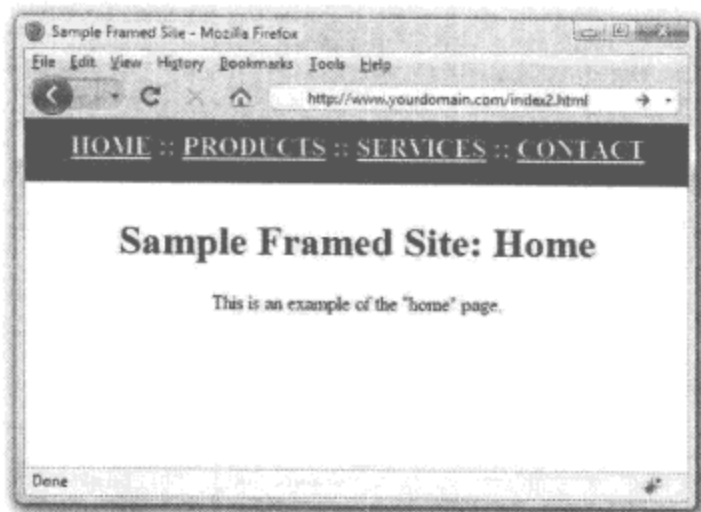 Sample Framed Site - Mozilla Firefox
File Edit View History Bookmarks Tools Help
http://www.yourdomain.com/index2.html
HOME :: PRODUCTS :: SERVICES :: CONTACT
Sample Framed Site: Home
This is an example of the "home" page.
Done